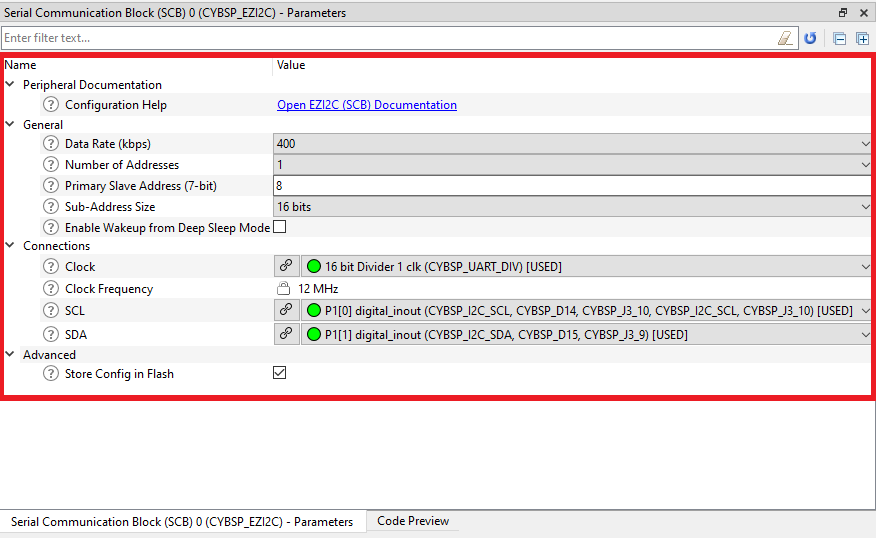 Serial Communication Block (SCB) 0 (CYBSP_EZI2C) - Parameters
Enter filter text...
Name Value
Peripheral Documentation
? Configuration Help Open EZI2C (SCB) Documentation
General
? Data Rate (kbps) 400
? Number of Addresses 1
? Primary Slave Address (7-bit) 8
? Sub-Address Size 16 bits
? Enable Wakeup from Deep Sleep Mode
Connections
? Clock 16 bit Divider 1 clk (CYBSP_UART_DIV) [USED]
? Clock Frequency 12 MHz
? SCL P1[0] digital_inout (CYBSP_I2C_SCL, CYBSP_D14, CYBSP_J3_10, CYBSP_I2C_SCL, CYBSP_J3_10) [USED]
? SDA P1[1] digital_inout (CYBSP_I2C_SDA, CYBSP_D15, CYBSP_J3_9) [USED]
Advanced
? Store Config in Flash
Serial Communication Block (SCB) 0 (CYBSP_EZI2C) - Parameters Code Preview